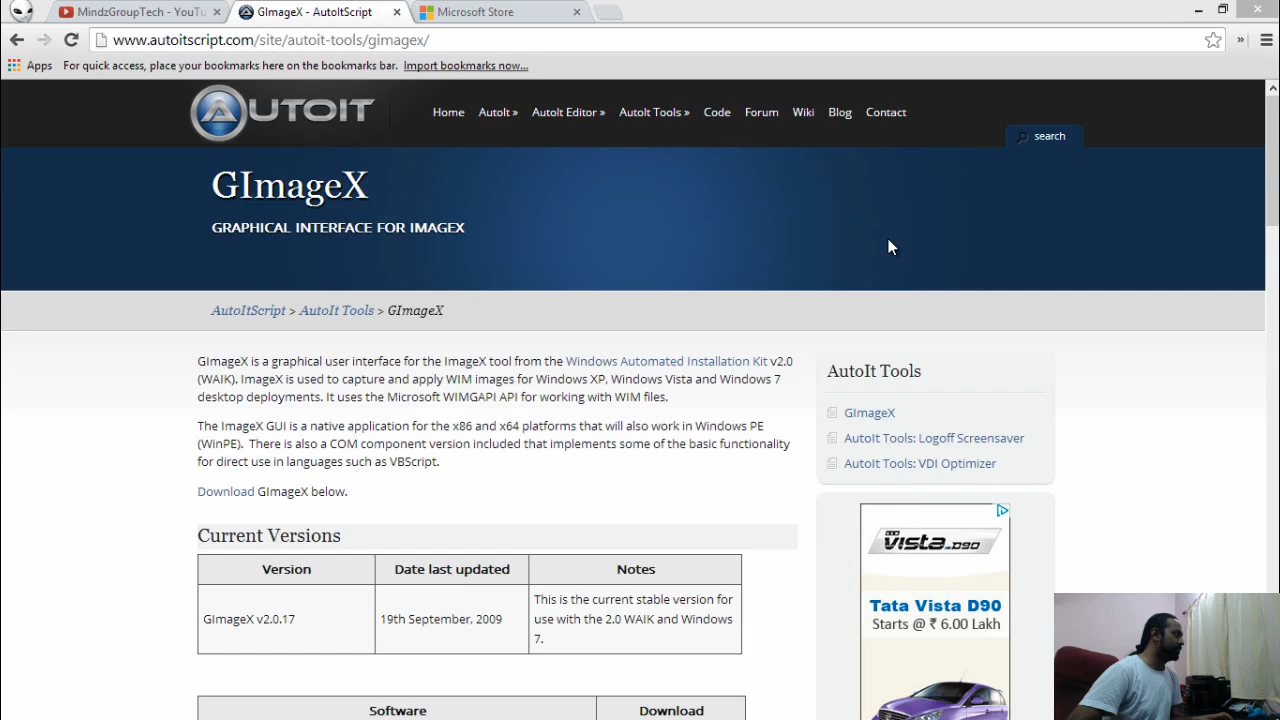 MindzGroupTech - YouTu
GImageX - AutoItScript
Microsoft Store
www.autoitscript.com/site/autoit-tools/gimagex/
Apps For quick access, place your bookmarks here on the bookmarks bar. Import bookmarks now...
AUTOIT
Home AutoIt » AutoIt Editor » AutoIt Tools » Code Forum Wiki Blog Contact
search
GImageX
GRAPHICAL INTERFACE FOR IMAGEX
AutoItScript > AutoIt Tools > GImageX
GImageX is a graphical user interface for the ImageX tool from the Windows Automated Installation Kit v2.0
(WAIK). ImageX is used to capture and apply WIM images for Windows XP, Windows Vista and Windows 7
desktop deployments. It uses the Microsoft WIMGAPI API for working with WIM files.
The ImageX GUI is a native application for the x86 and x64 platforms that will also work in Windows PE
(WinPE). There is also a COM component version included that implements some of the basic functionality
for direct use in languages such as VBScript.
Download GImageX below.
Current Versions
Version Date last updated Notes
GImageX v2.0.17 19th September, 2009 This is the current stable version for
use with the 2.0 WAIK and Windows
7.
Software Download
AutoIt Tools
GImageX
AutoIt Tools: Logoff Screensaver
AutoIt Tools: VDI Optimizer
VISTA D90
Tata Vista D90
Starts @ ₹ 6.00 Lakh